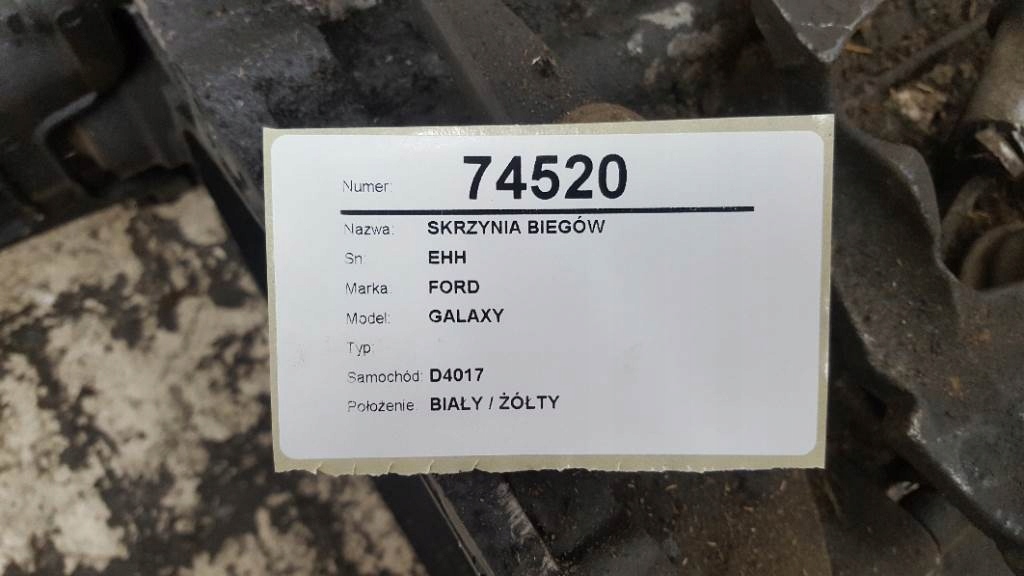 Numer: 74520
Nazwa: SKRZYNIA BIEGÓW
Sn: EHH
Marka FORD
Model: GALAXY
Typ:
Samochód: D4017
Położenie BIAŁY / ŻÓŁTY